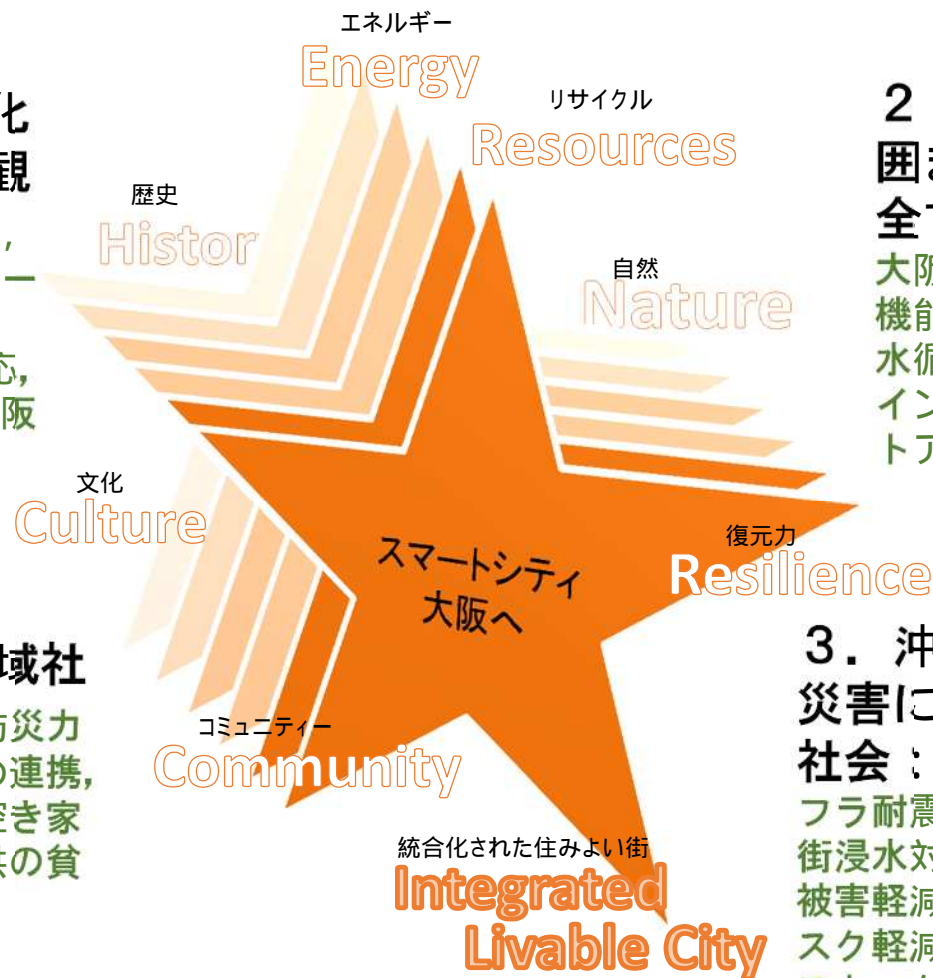 エネルギー
Energy
リサイクル
Resources
歴史
Histor
自然
Nature
文化
Culture
復元力
Resilience
スマートシティ
大阪へ
コミュニティー
Community
統合化された住みよい街
Integrated
Livable City
化
観
,
ー
応,
阪
域社
防災力
の連携,
空き家
供の貧
2
囲ま
全て
大阪
機能
水循
イン
トア
3. 沖
災害に
社会:
フラ耐震
街浸水対
被害軽減
スク軽減